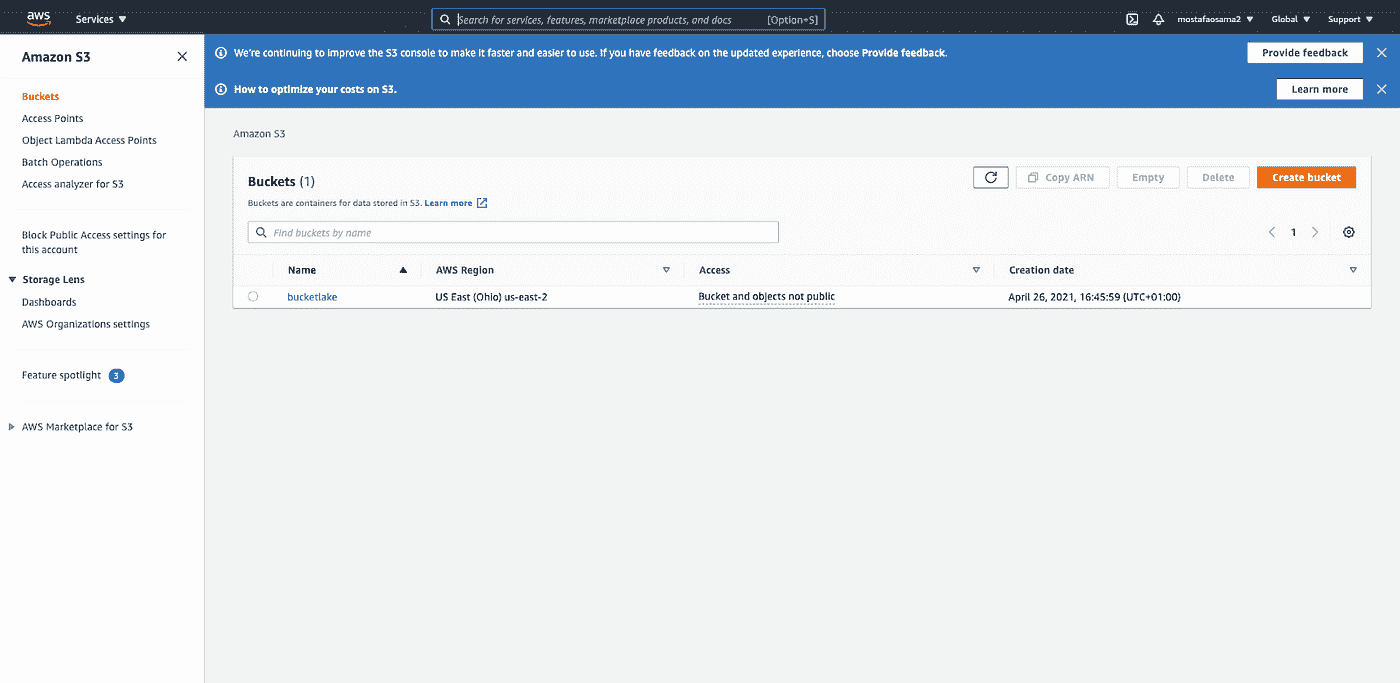 aws
Services
Search for services, features, marketplace products, and docs
[Option+S]
mostafaosama2
Global
Support
Amazon S3
Buckets
Access Points
Object Lambda Access Points
Batch Operations
Access analyzer for S3
Block Public Access settings for
this account
Storage Lens
Dashboards
AWS Organizations settings
Feature spotlight 3
AWS Marketplace for S3
We're continuing to improve the S3 console to make it faster and easier to use. If you have feedback on the updated experience, choose Provide feedback.
Provide feedback
How to optimize your costs on S3.
Learn more
Amazon S3
Buckets (1)
Copy ARN
Empty
Delete
Create bucket
Buckets are containers for data stored in S3. Learn more
Find buckets by name
1
Name
AWS Region
Access
Creation date
bucketlake
US East (Ohio) us-east-2
Bucket and objects not public
April 26, 2021, 16:45:59 (UTC+01:00)